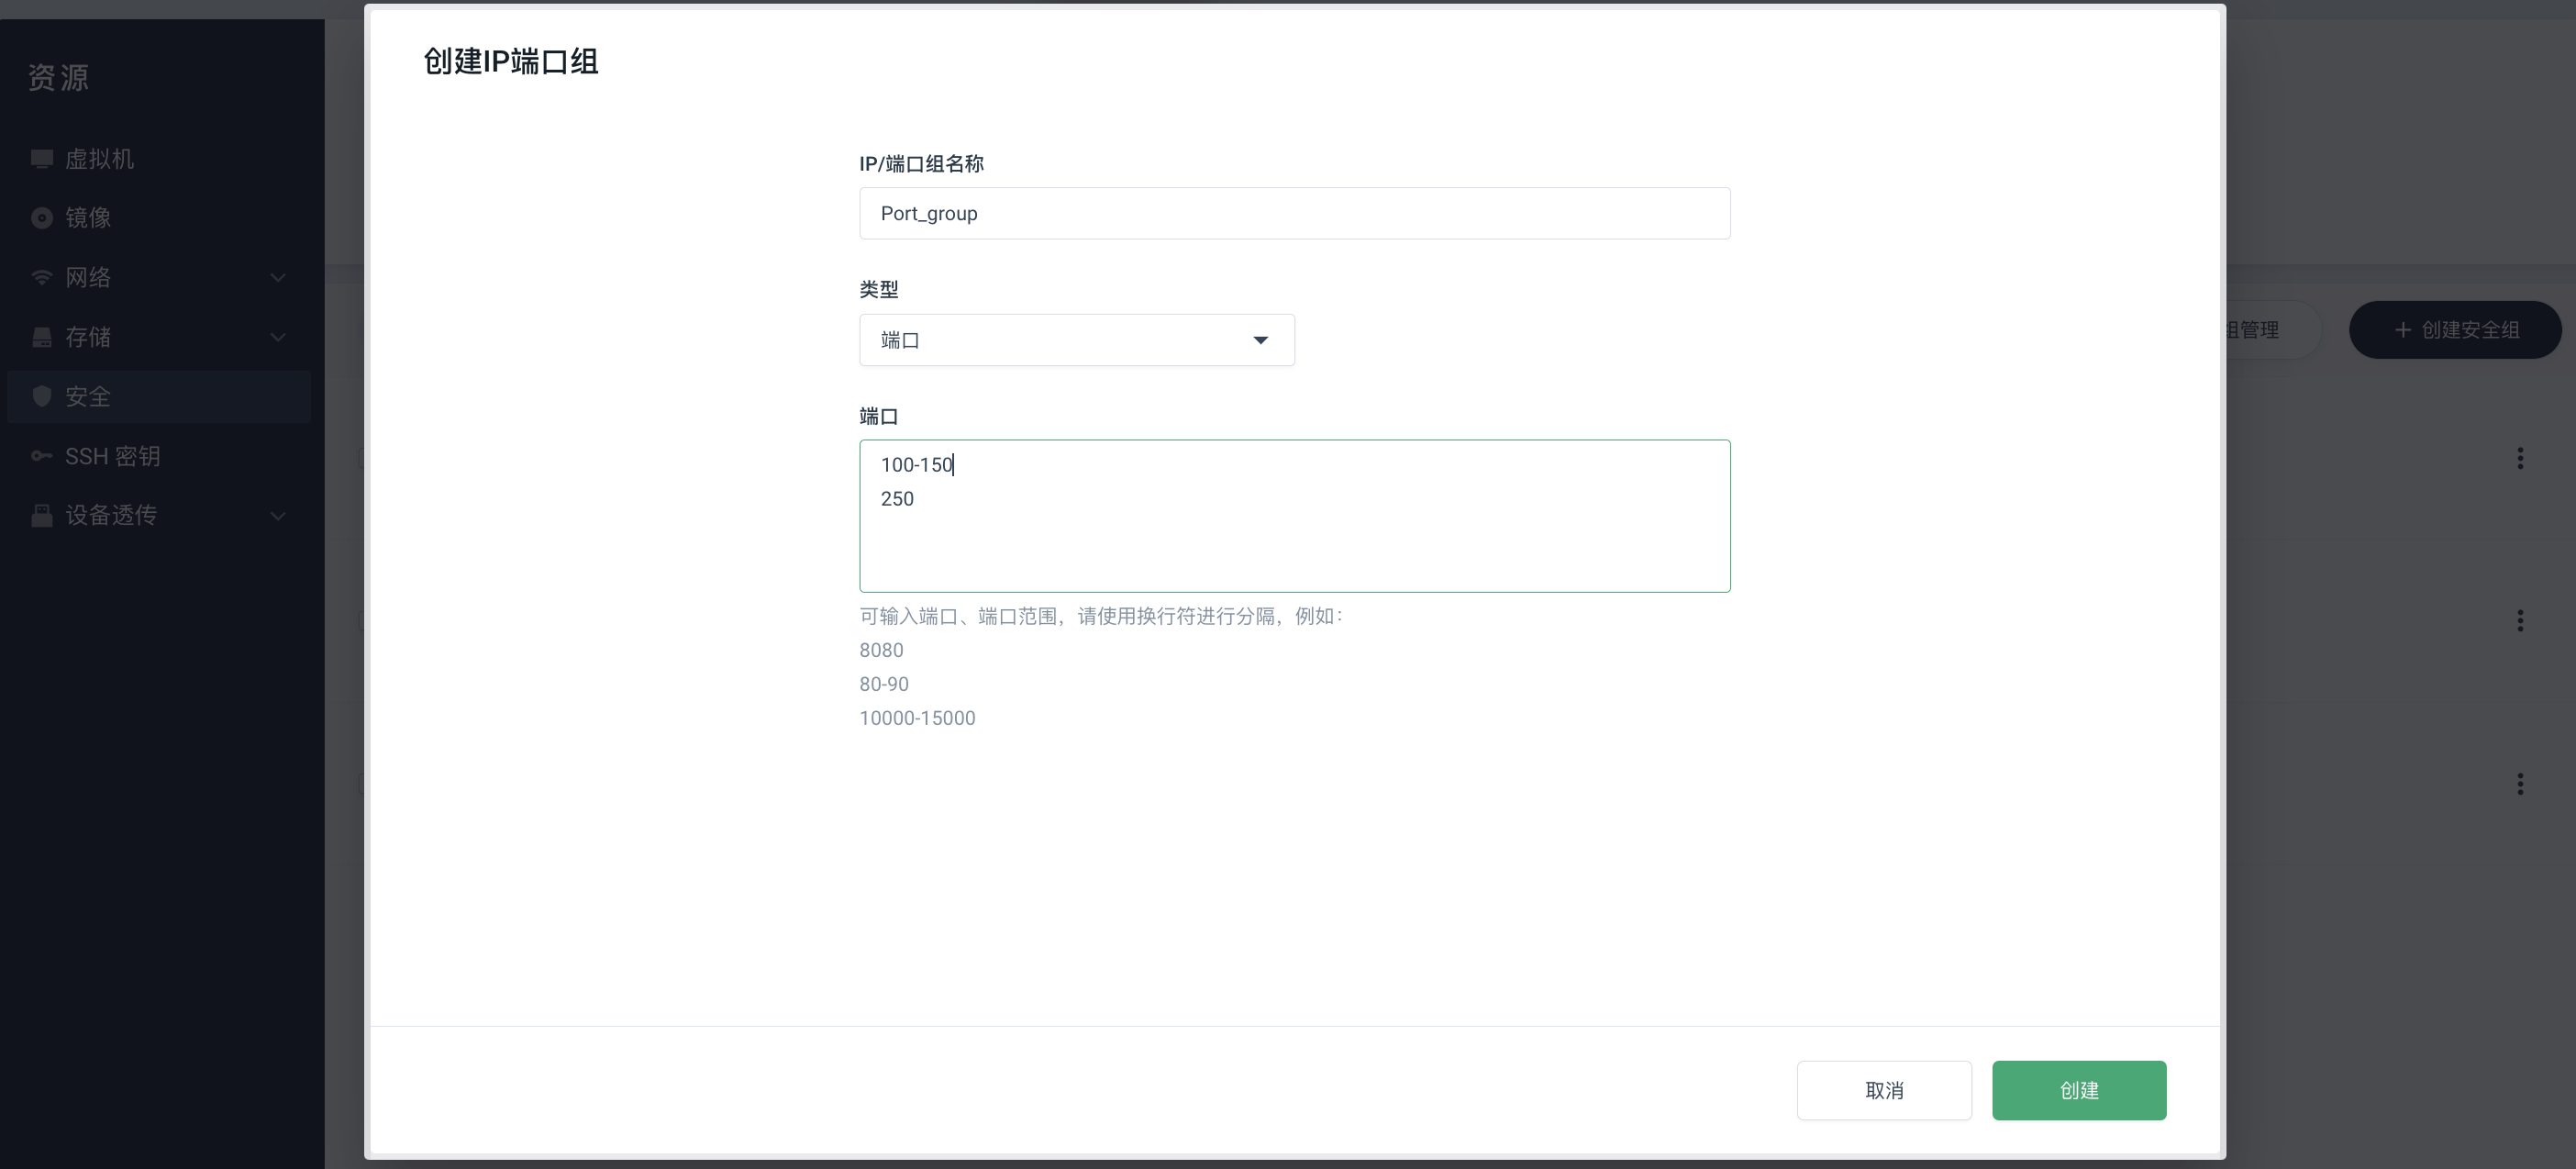 资源
虚拟机
镜像
网络
存储
安全
SSH 密钥
设备透传
创建IP端口组
IP/端口组名称
Port_group
类型
端口
端口
100-150
250
可输入端口、端口范围，请使用换行符进行分隔，例如：
8080
80-90
10000-15000
取消
创建
组管理
+ 创建安全组